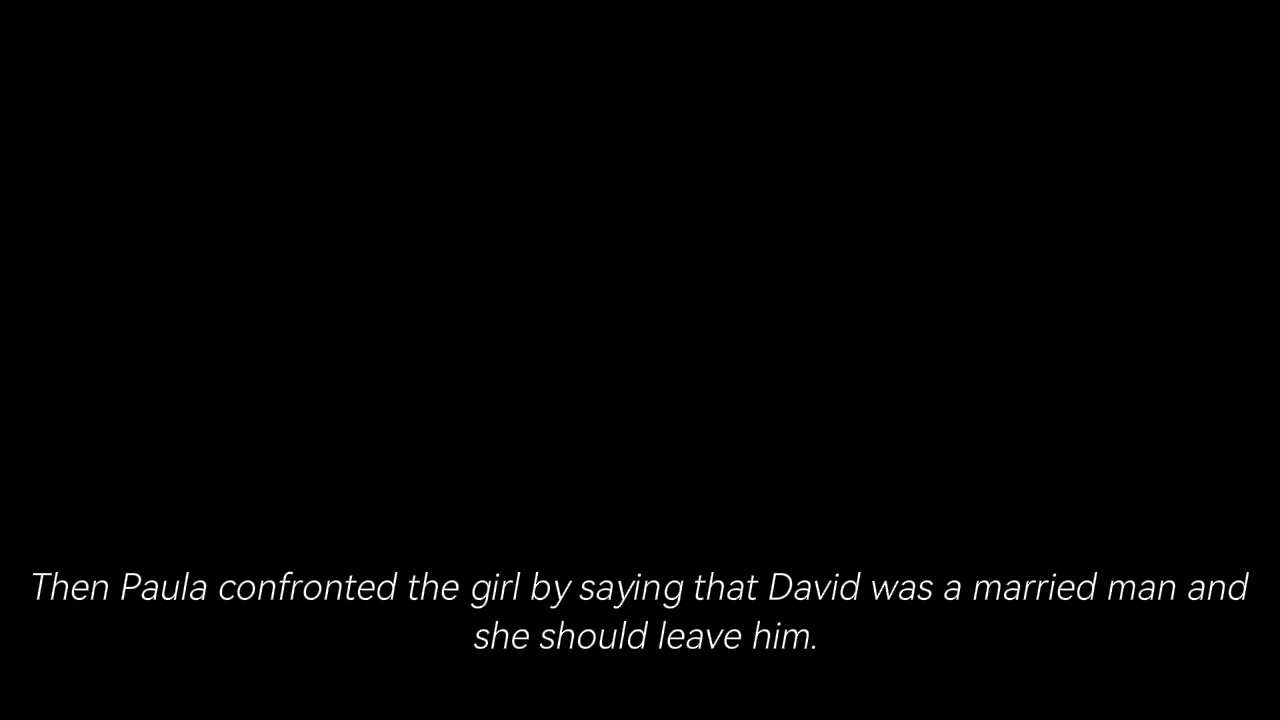 Then Paula confronted the girl by saying that David was a married man and
she should leave him.